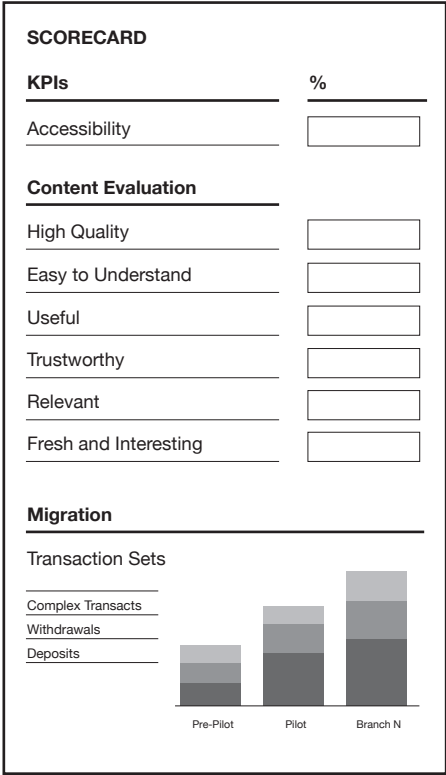 SCORECARD
KPIs %
Accessibility
Content Evaluation
High Quality
Easy to Understand
Useful
Trustworthy
Relevant
Fresh and Interesting
Migration
Transaction Sets
Complex Transacts
Withdrawals
Deposits
Pre-Pilot Pilot Branch N